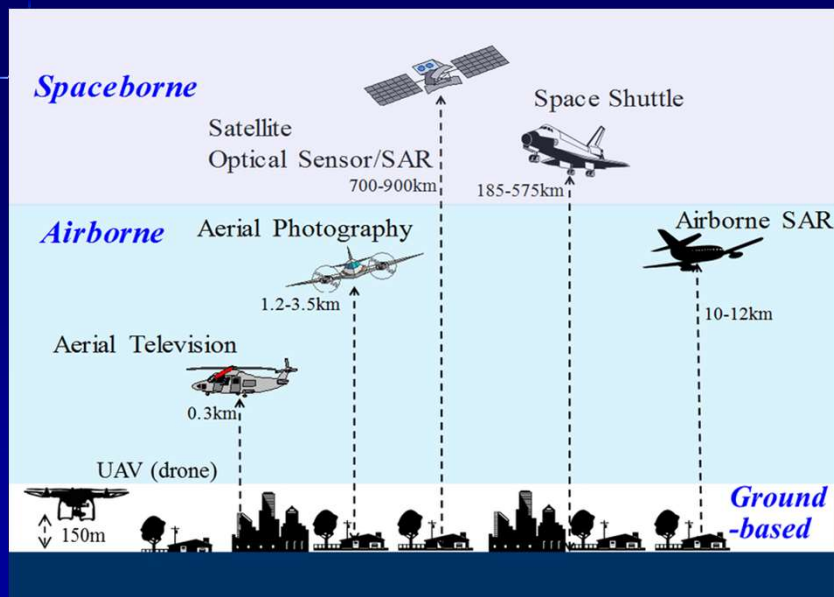 Spaceborne
Satellite
Optical Sensor/SAR
700-900km
Space Shuttle
185-575km
Airborne
Aerial Photography
1.2-3.5km
Airborne SAR
10-12km
Aerial Television
0.3km
UAV (drone)
150m
Ground
-based